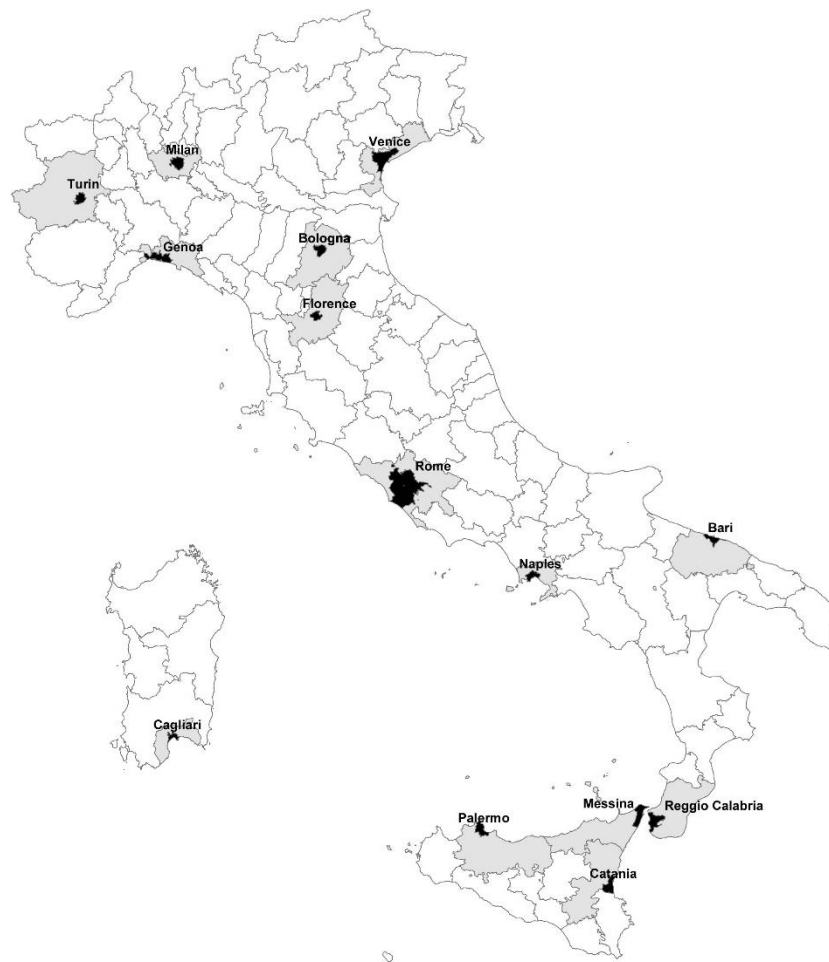 Venice
Milan
Turin
Genoa
Bologna
Florence
Rome
Bari
Naples
Cagliari
Messina
Reggio Calabria
Palermo
Catania